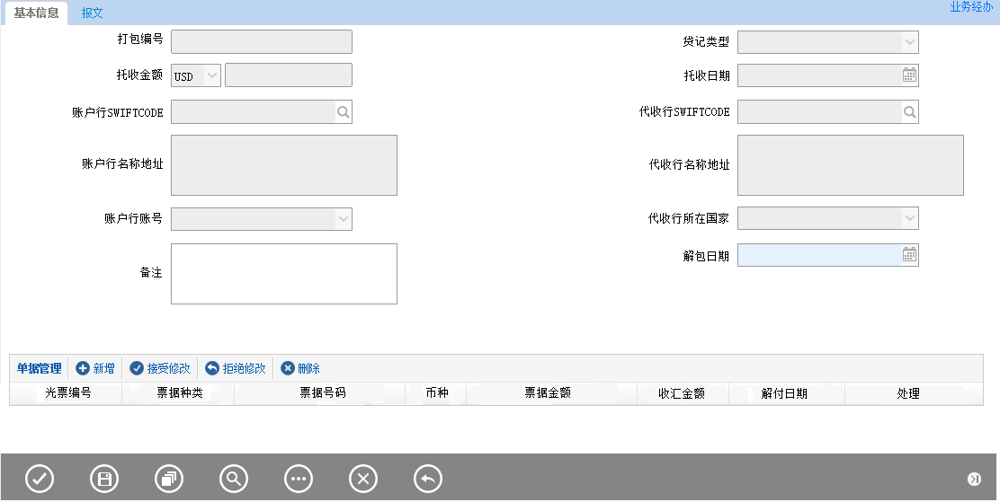 基本信息 报文 业务经办
打包编号 贷记类型
托收金额 USD 托收日期
账户行SWIFTCODE 代收行SWIFTCODE
账户行名称地址 代收行名称地址
账户行账号 代收行所在国家
备注 解包日期
单据管理 新增 接受修改 拒绝修改 删除
光票编号 票据种类 票据号码 币种 票据金额 收汇金额 解付日期 处理